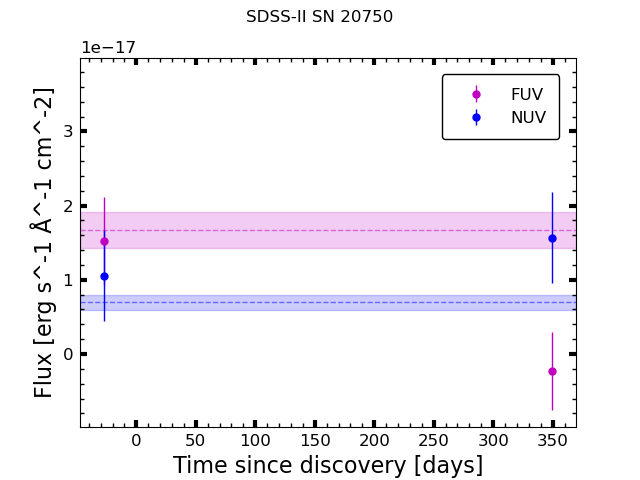 SDSS-II SN 20750
1e−17
FUV
NUV
3
2
1
0
Flux [erg s^-1 Å^-1 cm^-2]
0 50 100 150 200 250 300 350
Time since discovery [days]